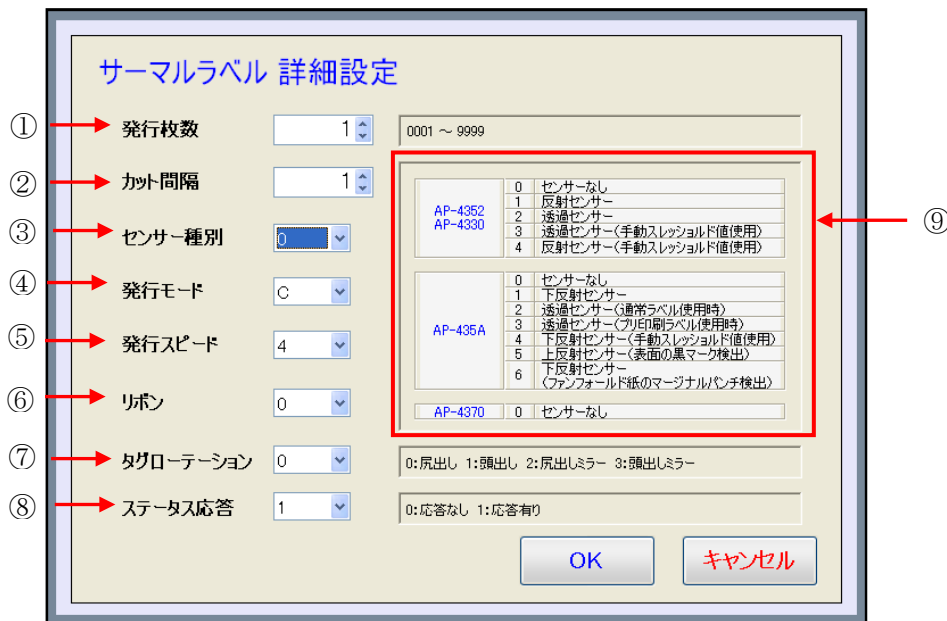 サーマルラベル 詳細設定
① 発行枚数 1 0001 ～ 9999
② カット間隔 1
③ センサー種別 0
④ 発行モード C
⑤ 発行スピード 4
⑥ リボン 0
⑦ タグローテーション 0 0:尻出し 1:頭出し 2:尻出しミラー 3:頭出しミラー
⑧ ステータス応答 1 0:応答なし 1:応答有り
⑨
AP-4352
AP-4330
0 センサーなし
1 反射センサー
2 透過センサー
3 透過センサー(手動スレッショルド値使用)
4 反射センサー(手動スレッショルド値使用)
AP-435A
0 センサーなし
1 下反射センサー
2 透過センサー(通常ラベル使用時)
3 透過センサー(プリ印刷ラベル使用時)
4 下反射センサー(手動スレッショルド値使用)
5 上反射センサー(表面の黒マーク検出)
6 下反射センサー
(ファンフォールド紙のマージナルパンチ検出)
AP-4370 0 センサーなし
OK キャンセル